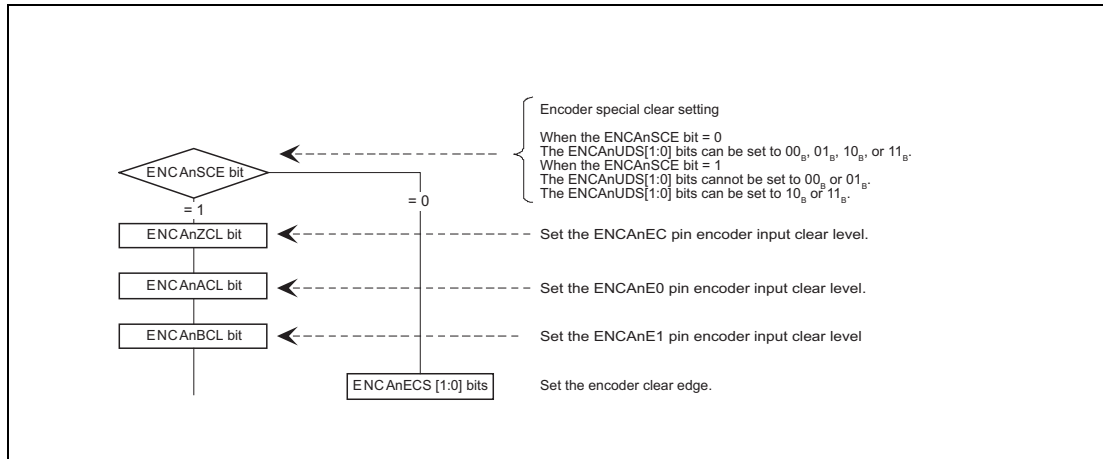 Encoder special clear setting
When the ENCAnSCE bit = 0
The ENCAnUDS[1:0] bits can be set to 00B, 01B, 10B, or 11B.
When the ENCAnSCE bit = 1
The ENCAnUDS[1:0] bits cannot be set to 00B or 01B.
The ENCAnUDS[1:0] bits can be set to 10B or 11B.
ENCAnSCE bit
= 1
= 0
ENCAnZCL bit
Set the ENCAnEC pin encoder input clear level.
ENCAnACL bit
Set the ENCAnE0 pin encoder input clear level.
ENCAnBCL bit
Set the ENCAnE1 pin encoder input clear level
ENCAnECS [1:0] bits
Set the encoder clear edge.